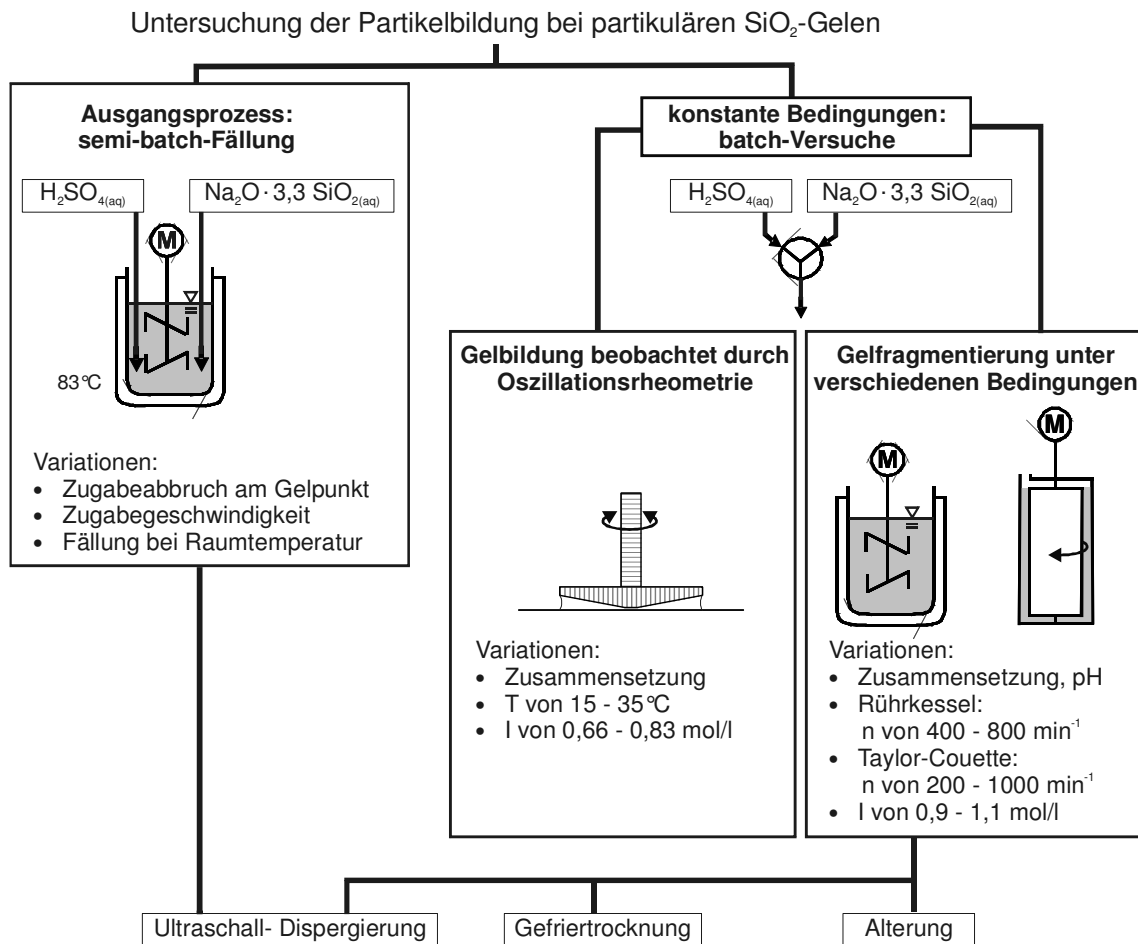 Untersuchung der Partikelbildung bei partikulären SiO₂-Gelen
Ausgangsprozess:
semi-batch-Fällung
H₂SO₄₍aq₎
Na₂O · 3,3 SiO₂₍aq₎
M
83°C
Variationen:
• Zugabeabbruch am Gelpunkt
• Zugabegeschwindigkeit
• Fällung bei Raumtemperatur
konstante Bedingungen:
batch-Versuche
H₂SO₄₍aq₎
Na₂O · 3,3 SiO₂₍aq₎
Gelbildung beobachtet durch
Oszillationsrheometrie
Variationen:
• Zusammensetzung
• T von 15 - 35°C
• I von 0,66 - 0,83 mol/l
Gelfragmentierung unter
verschiedenen Bedingungen
M
M
Variationen:
• Zusammensetzung, pH
• Rührkessel:
n von 400 - 800 min⁻¹
• Taylor-Couette:
n von 200 - 1000 min⁻¹
• I von 0,9 - 1,1 mol/l
Ultraschall- Dispergierung
Gefriertrocknung
Alterung